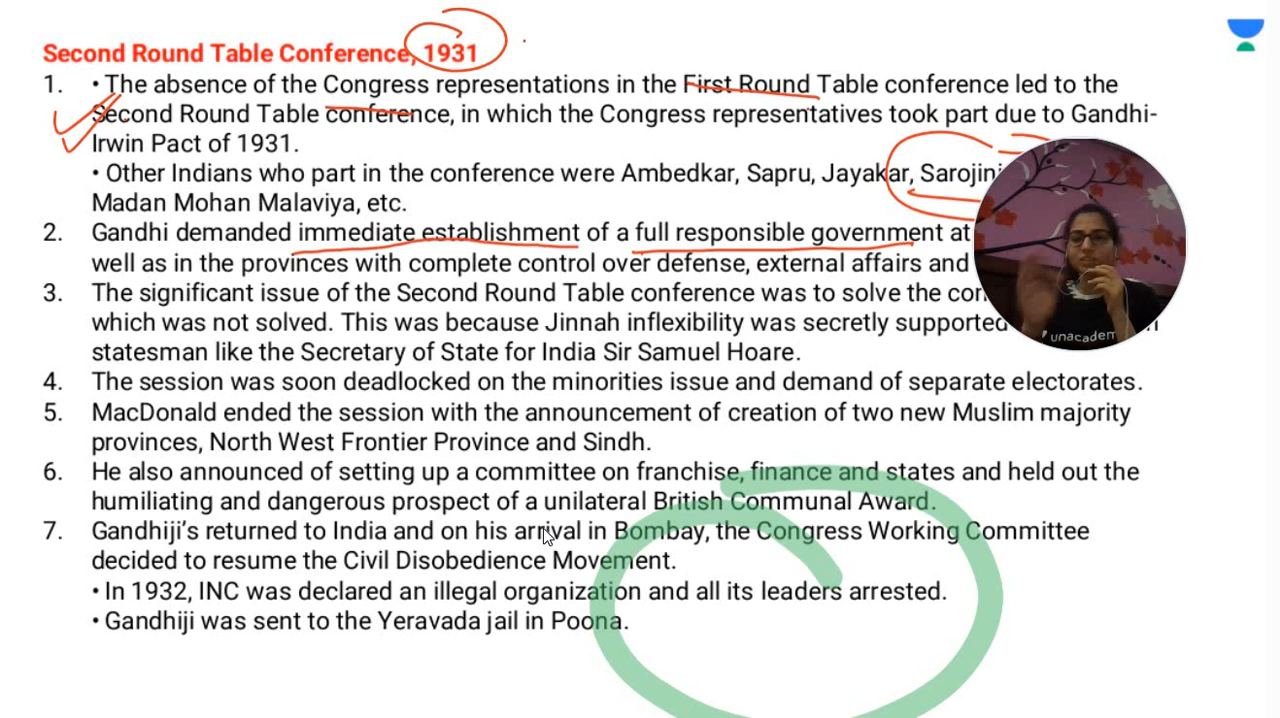 Second Round Table Conference, 1931
1. • The absence of the Congress representations in the First Round Table conference led to the
Second Round Table conference, in which the Congress representatives took part due to Gandhi-
Irwin Pact of 1931.
• Other Indians who part in the conference were Ambedkar, Sapru, Jayakar, Sarojini
Madan Mohan Malaviya, etc.
2. Gandhi demanded immediate establishment of a full responsible government at
well as in the provinces with complete control over defense, external affairs and
3. The significant issue of the Second Round Table conference was to solve the
which was not solved. This was because Jinnah inflexibility was secretly supported
statesman like the Secretary of State for India Sir Samuel Hoare.
4. The session was soon deadlocked on the minorities issue and demand of separate electorates.
5. MacDonald ended the session with the announcement of creation of two new Muslim majority
provinces, North West Frontier Province and Sindh.
6. He also announced of setting up a committee on franchise, finance and states and held out the
humiliating and dangerous prospect of a unilateral British Communal Award.
7. Gandhiji’s returned to India and on his arrival in Bombay, the Congress Working Committee
decided to resume the Civil Disobedience Movement.
• In 1932, INC was declared an illegal organization and all its leaders arrested.
• Gandhiji was sent to the Yeravada jail in Poona.
unacadem